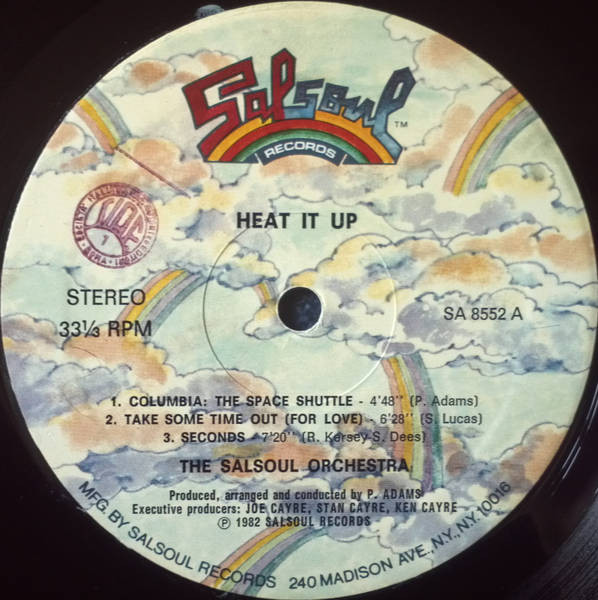 Salsoul
TM
RECORDS
HEAT IT UP
STEREO
33⅓ RPM
SA 8552 A
1. COLUMBIA: THE SPACE SHUTTLE - 4'48'' (P. Adams)
2. TAKE SOME TIME OUT (FOR LOVE) - 6'28'' (S. Lucas)
3. SECONDS - 7'20'' (R. Kersey-S. Dees)
THE SALSOUL ORCHESTRA
Produced, arranged and conducted by P. ADAMS
Executive producers: JOE CAYRE, STAN CAYRE, KEN CAYRE
Ⓟ 1982 SALSOUL RECORDS
MFG. BY SALSOUL RECORDS 240 MADISON AVE., N.Y., N.Y. 10016